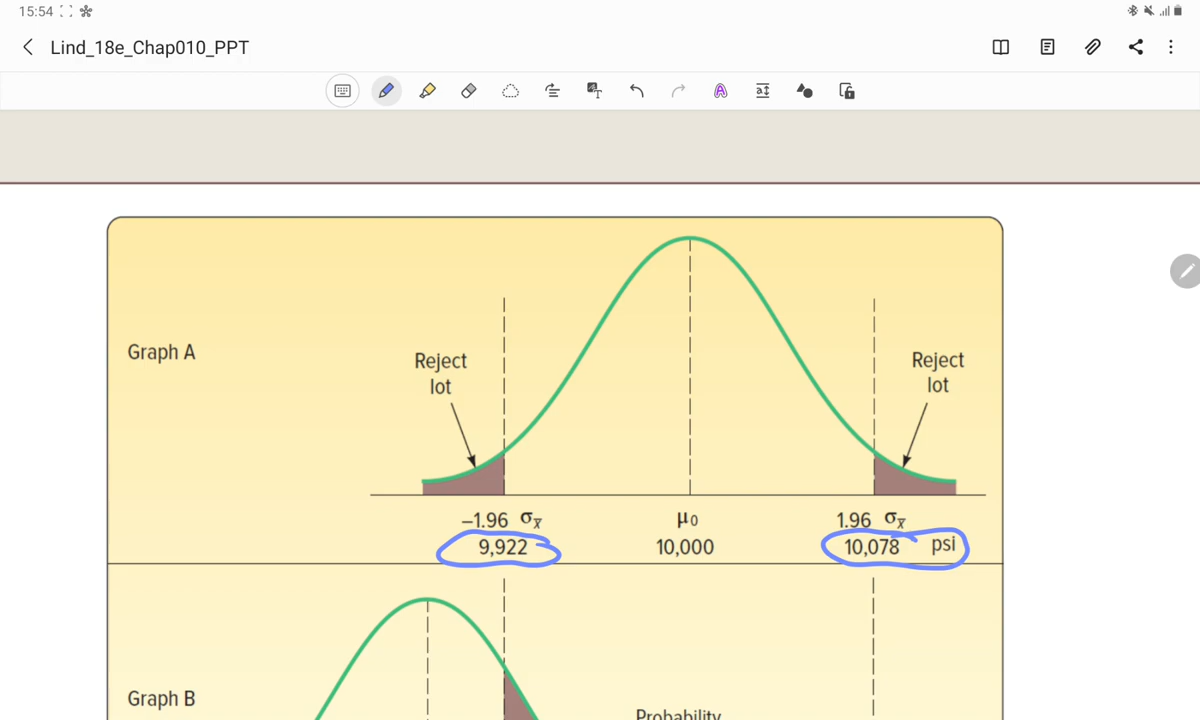 15:54
Lind_18e_Chap010_PPT
Graph A
Reject
lot
Reject
lot
–1.96 σx̅ μ0 1.96 σx̅
9,922 10,000 10,078 psi
Graph B
Probability